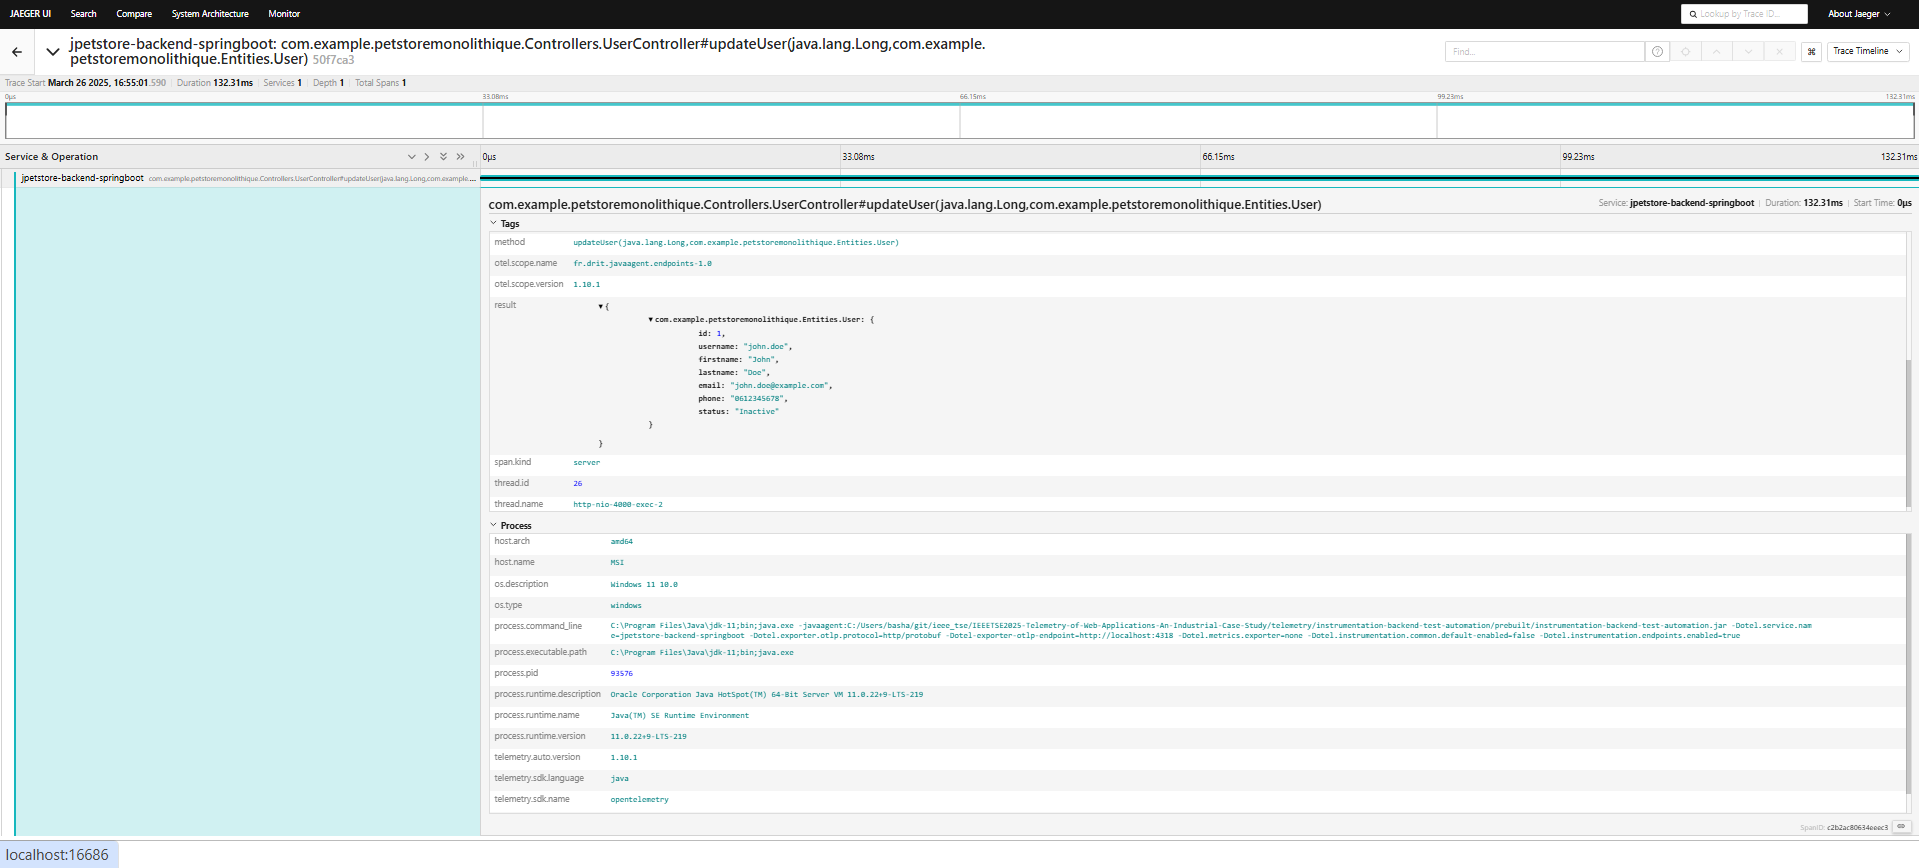 JAEGER UI Search Compare System Architecture Monitor Lookup by Trace ID... About Jaeger
jpetstore-backend-springboot: com.example.petstoremonolithique.Controllers.UserController#updateUser(java.lang.Long,com.example.
petstoremonolithique.Entities.User) 50f7ca3
Find... Trace Timeline
Trace Start March 26 2025, 16:55:01.590 Duration 132.31ms Services 1 Depth 1 Total Spans 1
0μs 33.08ms 66.15ms 99.23ms 132.31ms
Service & Operation 0μs 33.08ms 66.15ms 99.23ms 132.31ms
jpetstore-backend-springboot com.example.petstoremonolithique.Controllers.UserController#updateUser(java.lang.Long,com.example....
com.example.petstoremonolithique.Controllers.UserController#updateUser(java.lang.Long,com.example.petstoremonolithique.Entities.User) Service: jpetstore-backend-springboot Duration: 132.31ms Start Time: 0μs
Tags
method updateUser(java.lang.Long,com.example.petstoremonolithique.Entities.User)
otel.scope.name fr.drit.javaagent.endpoints-1.0
otel.scope.version 1.10.1
result {
com.example.petstoremonolithique.Entities.User: {
id: 1,
username: "john.doe",
firstname: "John",
lastname: "Doe",
email: "john.doe@example.com",
phone: "0612345678",
status: "Inactive"
}
}
span.kind server
thread.id 26
thread.name http-nio-4000-exec-2
Process
host.arch amd64
host.name MSI
os.description Windows 11 10.0
os.type windows
process.command_line C:\Program Files\Java\jdk-11;bin;java.exe -javaagent:C:/Users/basha/git/ieee_tse/IEEETSE2025-Telemetry-of-Web-Applications-An-Industrial-Case-Study/telemetry/instrumentation-backend-test-automation/prebuilt/instrumentation-backend-test-automation.jar -Dotel.service.nam
e=jpetstore-backend-springboot -Dotel.exporter.otlp.protocol=http/protobuf -Dotel-exporter-otlp-endpoint=http://localhost:4318 -Dotel.metrics.exporter=none -Dotel.instrumentation.common.default-enabled=false -Dotel.instrumentation.endpoints.enabled=true
process.executable.path C:\Program Files\Java\jdk-11;bin;java.exe
process.pid 93576
process.runtime.description Oracle Corporation Java HotSpot(TM) 64-Bit Server VM 11.0.22+9-LTS-219
process.runtime.name Java(TM) SE Runtime Environment
process.runtime.version 11.0.22+9-LTS-219
telemetry.auto.version 1.10.1
telemetry.sdk.language java
telemetry.sdk.name opentelemetry
SpanID: c2b2ac80634eeec3
localhost:16686